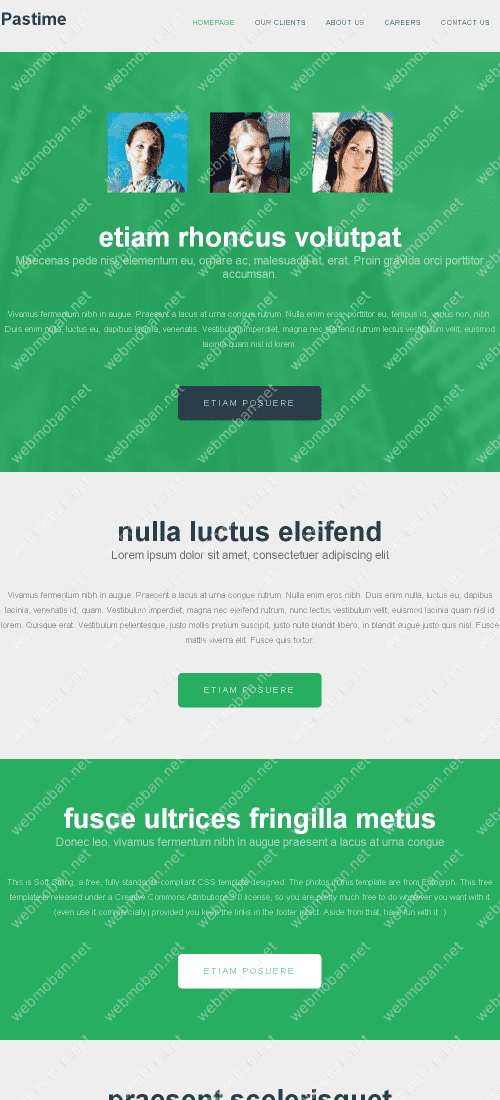 Pastime
HOMEPAGE OUR CLIENTS ABOUT US CAREERS CONTACT US
etiam rhoncus volutpat
Maecenas pede nisl, elementum eu, ornare ac, malesuada at, erat. Proin gravida orci porttitor
accumsan.
Vivamus fermentum nibh in augue. Praesent a lacus at urna congue rutrum. Nulla enim eros, porttitor eu, tempus id, varius non, nibh.
Duis enim nulla, luctus eu, dapibus lacinia, venenatis. Vestibulum imperdiet, magna nec eleifend rutrum lectus vestibulum velit, euismod
lacinia quam nisl id lorem.
ETIAM POSUERE
nulla luctus eleifend
Lorem ipsum dolor sit amet, consectetuer adipiscing elit
Vivamus fermentum nibh in augue. Praesent a lacus at urna congue rutrum. Nulla enim eros nibh. Duis enim nulla, luctus eu, dapibus
lacinia, venenatis id, quam. Vestibulum imperdiet, magna nec eleifend rutrum, nunc lectus vestibulum velit, euismod lacinia quam nisl id
lorem. Quisque erat. Vestibulum pellentesque, justo mollis pretium suscipit, justo nulla blandit libero, in blandit augue justo quis nisl. Fusce
mattis viverra elit. Fusce quis tortor.
ETIAM POSUERE
fusce ultrices fringilla metus
Donec leo, vivamus fermentum nibh in augue praesent a lacus at urna congue
This is Soft String, a free, fully standards-compliant CSS template designed. The photos in this template are from Fotogrph. This free
template is released under a Creative Commons Attributions 3.0 license, so you are pretty much free to do whatever you want with it
(even use it commercially) provided you keep the links in the footer intact. Aside from that, have fun with it :)
ETIAM POSUERE
praesent scelerisquet
webmoban.net